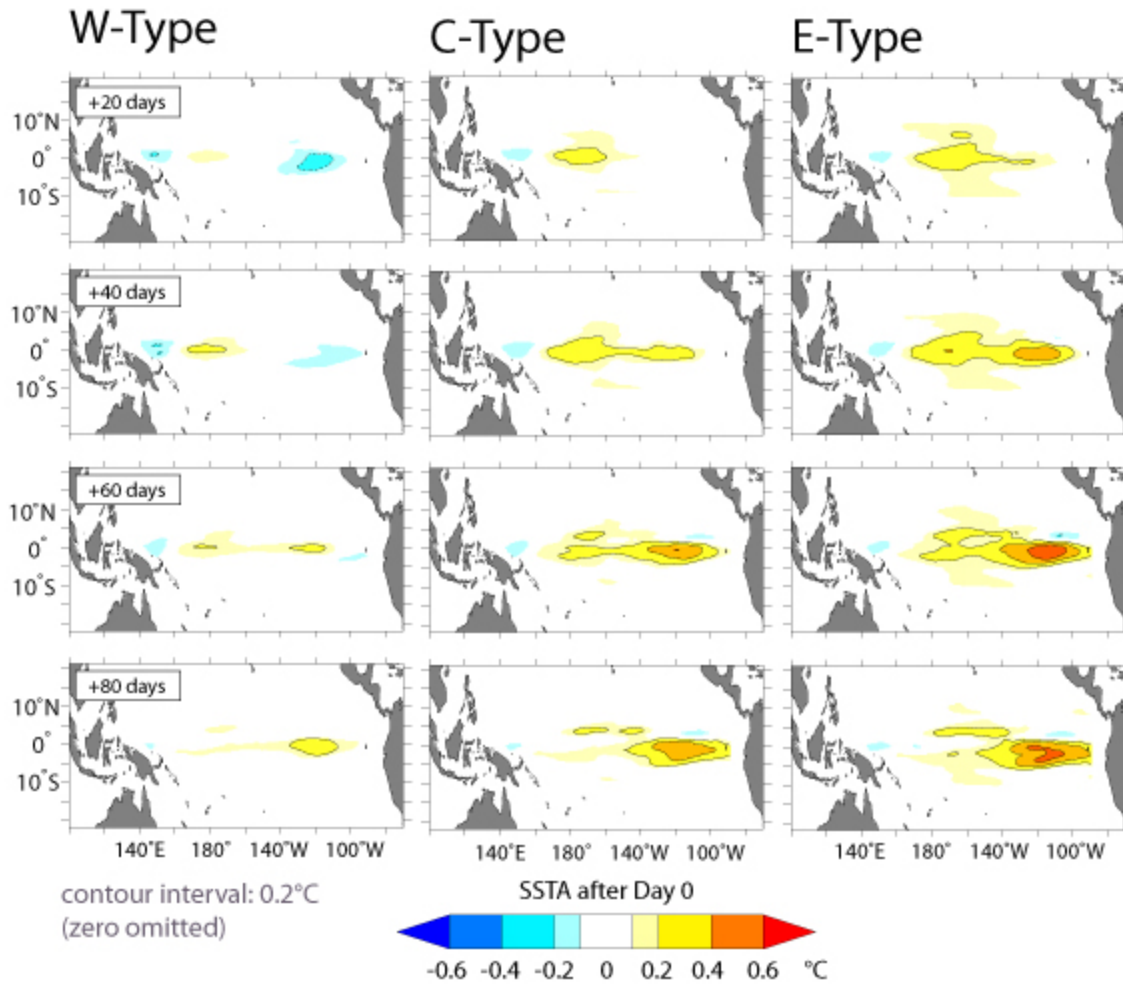 W-Type C-Type E-Type
+20 days
10°N
0°
10°S
+40 days
10°N
0°
10°S
+60 days
10°N
0°
10°S
+80 days
10°N
0°
10°S
140°E 180° 140°W 100°W 140°E 180° 140°W 100°W 140°E 180° 140°W 100°W
contour interval: 0.2°C
(zero omitted)
SSTA after Day 0
-0.6 -0.4 -0.2 0 0.2 0.4 0.6 °C